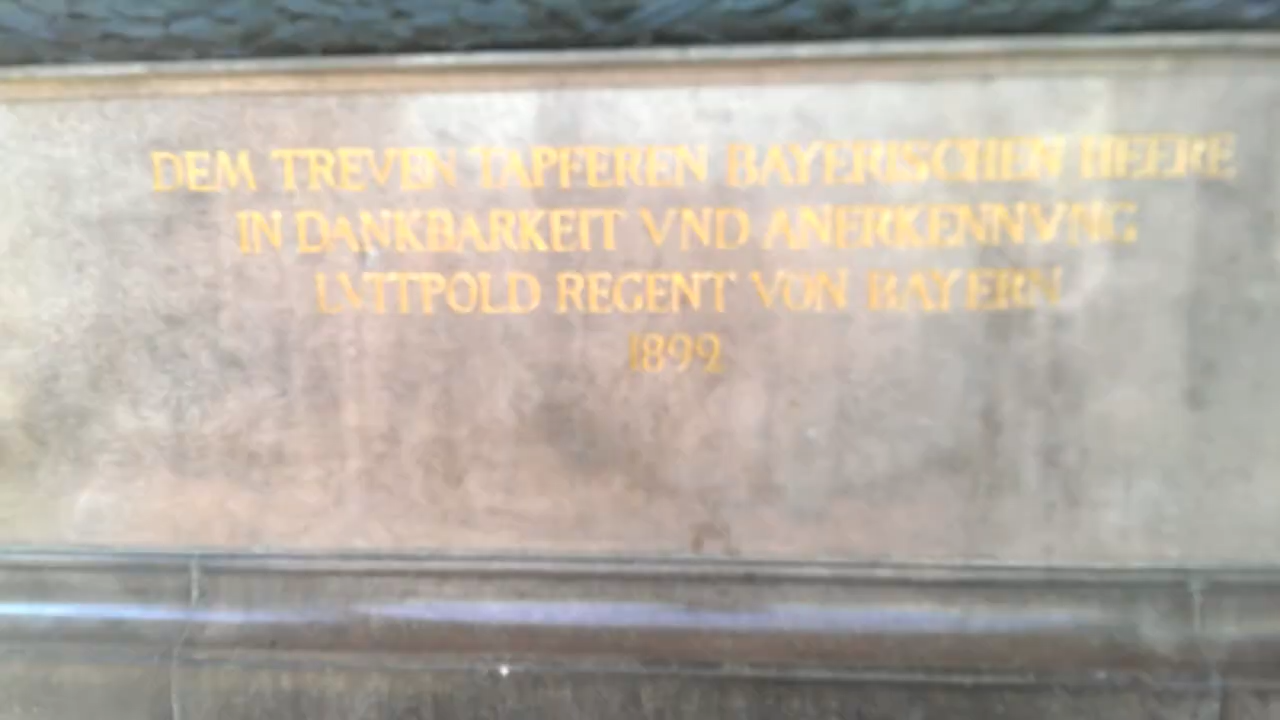 DEM TREVEN TAPFEREN BAYERISCHEN HEERE
IN DANKBARKEIT VND ANERKENNVNG
LVITPOLD REGENT VON BAYERN
1892